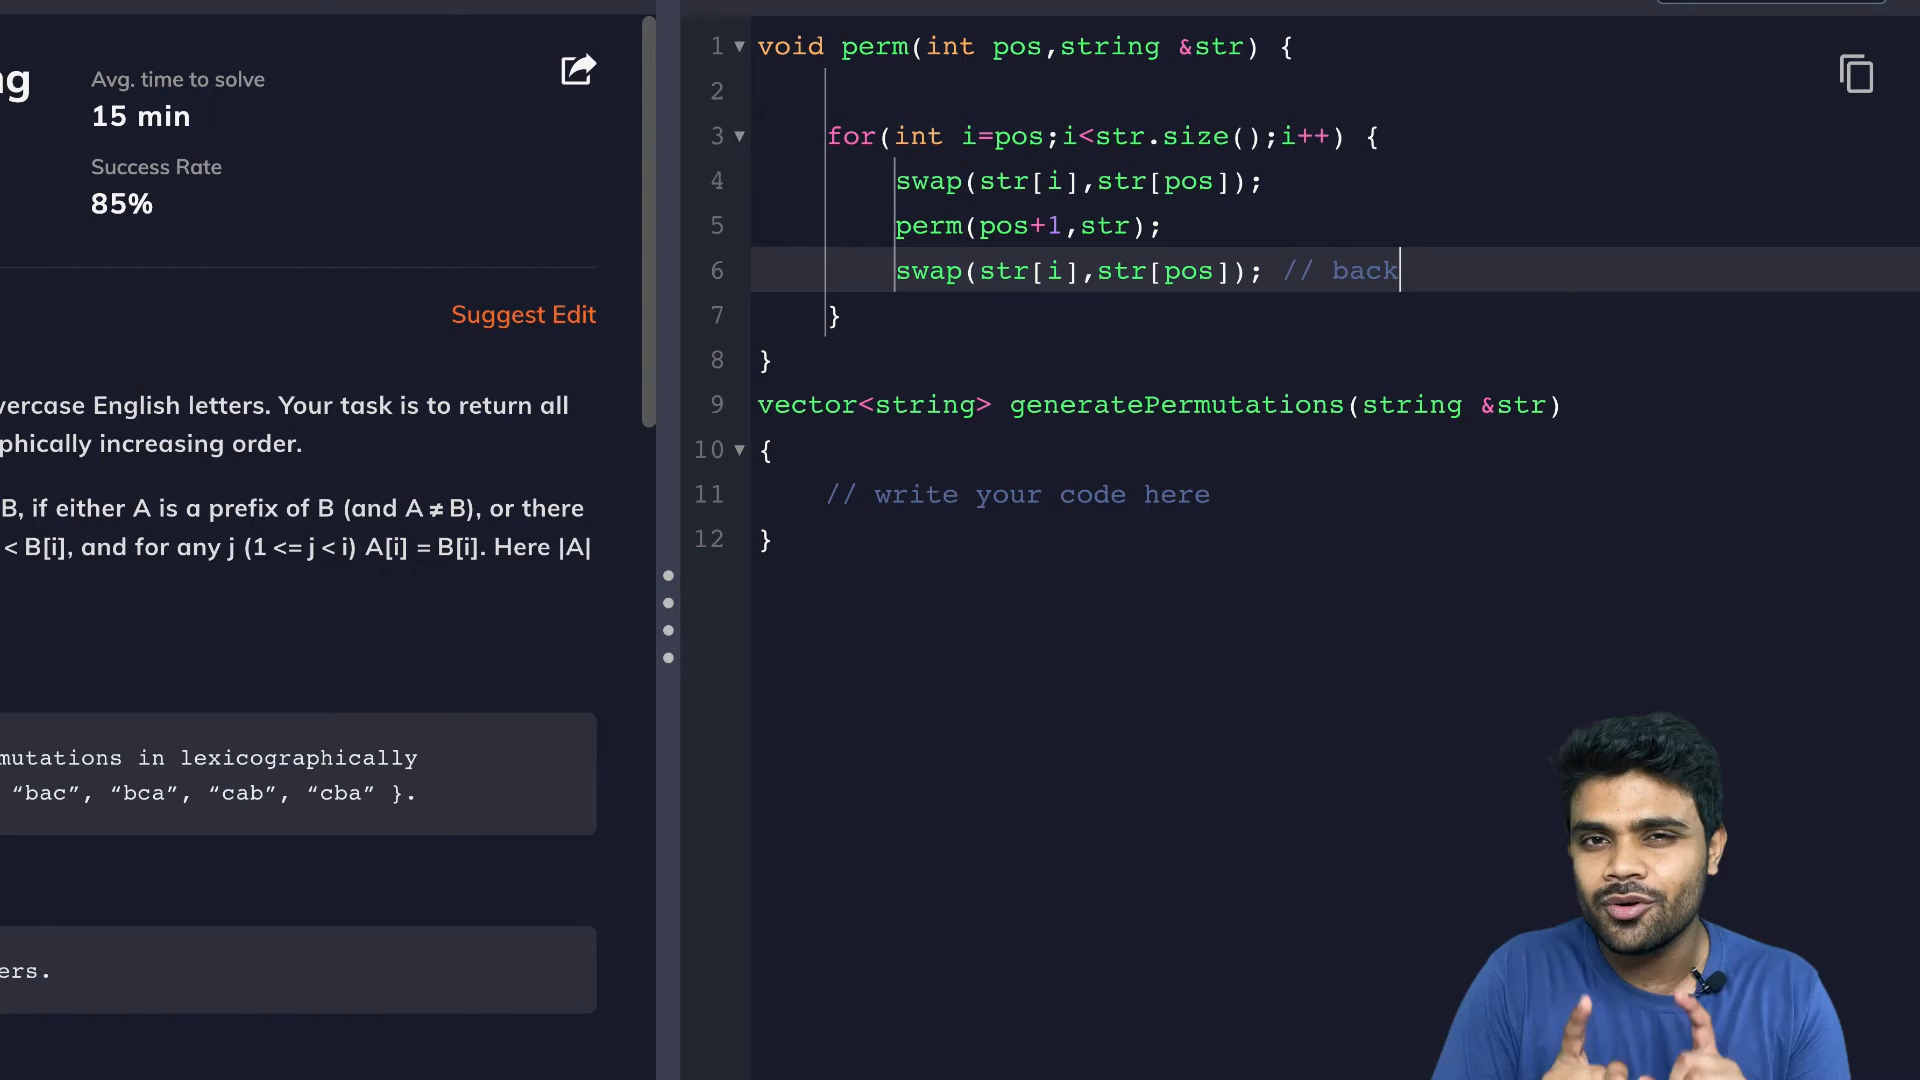 ng
Avg. time to solve
15 min
Success Rate
85%
Suggest Edit
vercase English letters. Your task is to return all
phically increasing order.
B, if either A is a prefix of B (and A ≠ B), or there
< B[i], and for any j (1 <= j < i) A[i] = B[i]. Here |A|
mutations in lexicographically
“bac”, “bca”, “cab”, “cba” }.
ers.
1 void perm(int pos,string &str) {
2
3 for(int i=pos;i<str.size();i++) {
4 swap(str[i],str[pos]);
5 perm(pos+1,str);
6 swap(str[i],str[pos]); // back
7 }
8 }
9 vector<string> generatePermutations(string &str)
10 {
11 // write your code here
12 }